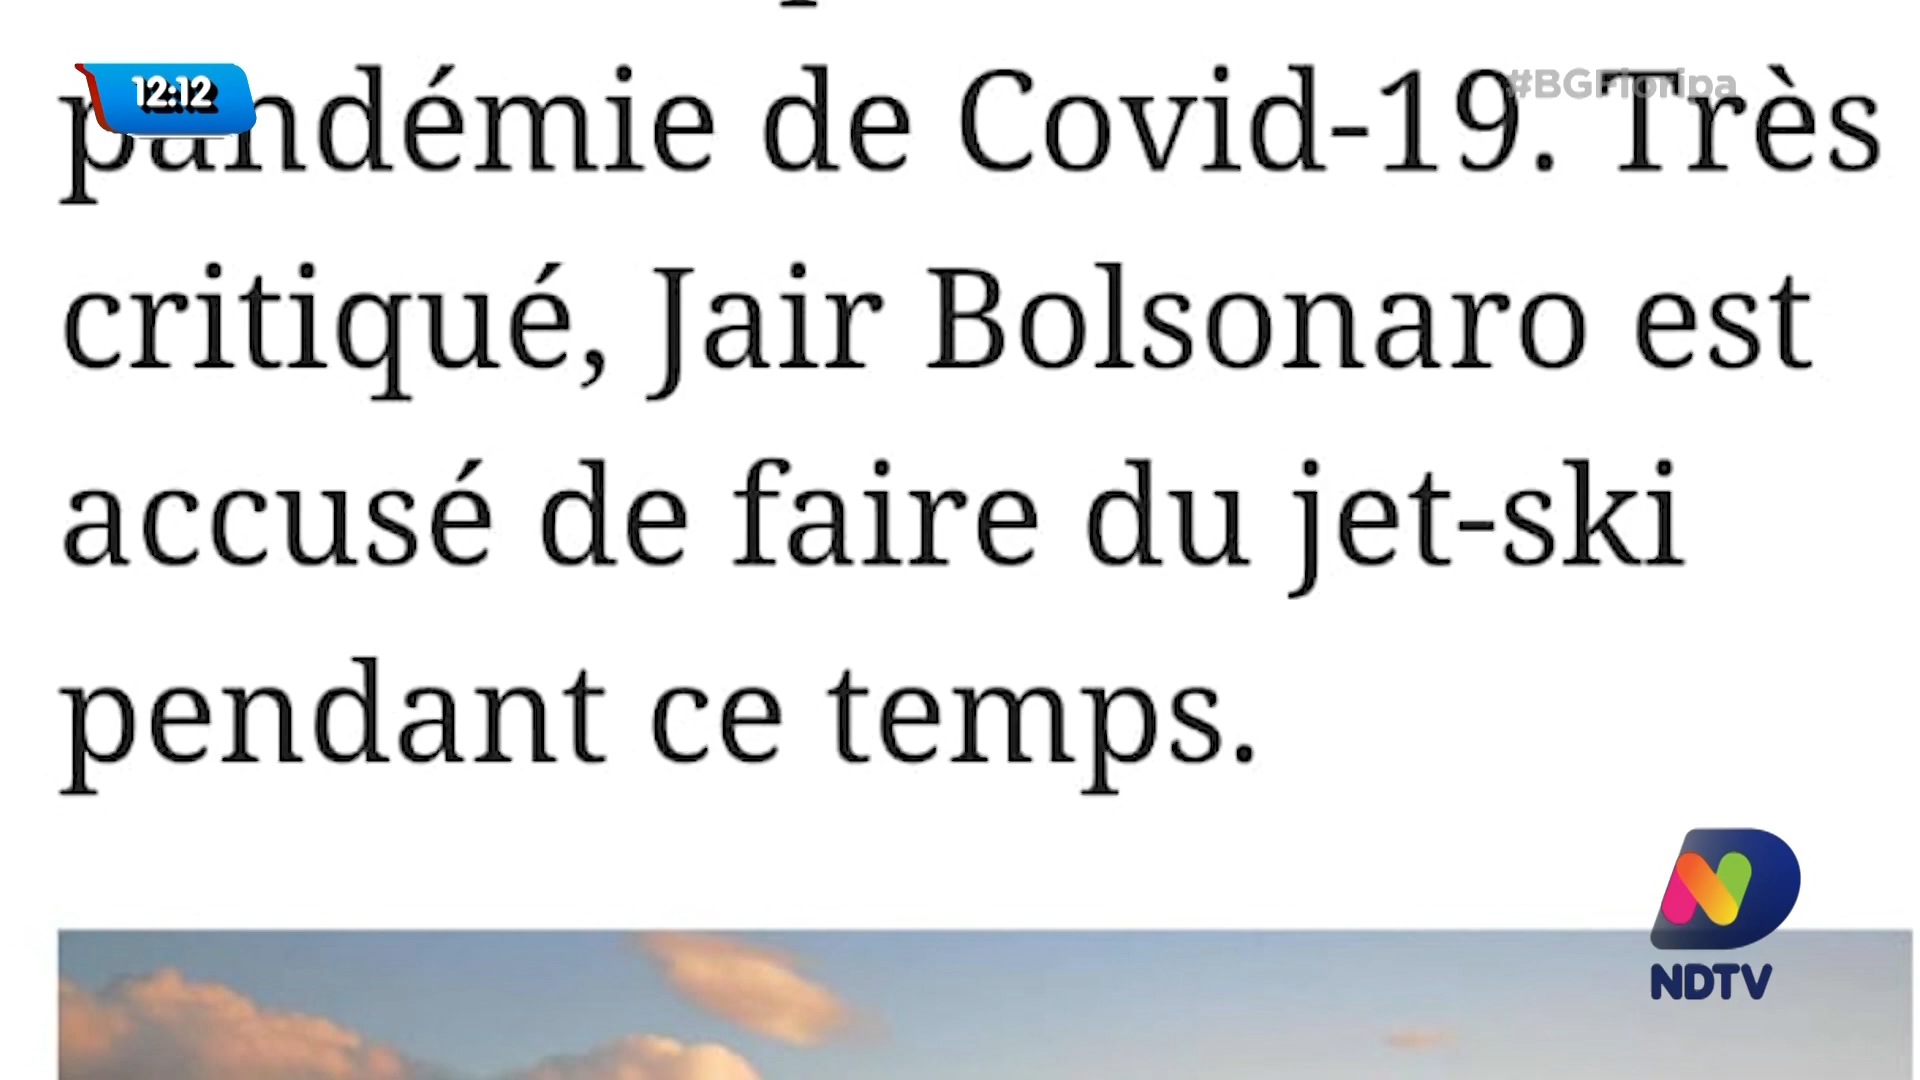 12:12
#BGFloripa
pandémie de Covid-19. Très
critiqué, Jair Bolsonaro est
accusé de faire du jet-ski
pendant ce temps.
NDTV